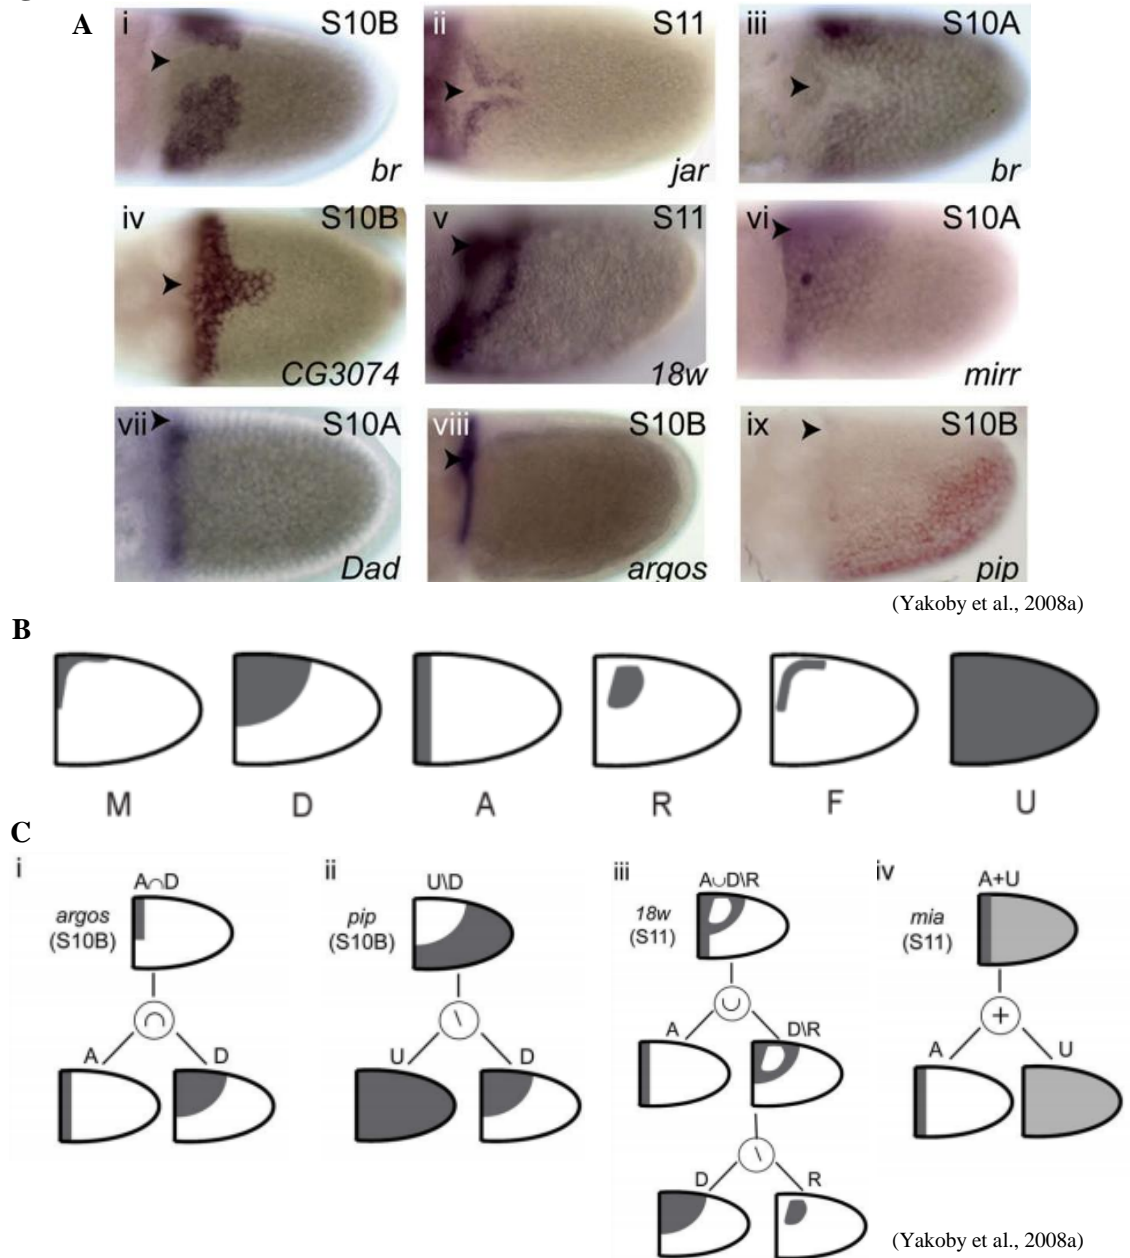 A
i S10B ii S11 iii S10A
br jar br
iv S10B v S11 vi S10A
CG3074 18w mirr
vii S10A viii S10B ix S10B
Dad argos pip
(Yakoby et al., 2008a)
B
M D A R F U
C
i ii iii iv
A∩D U\D A∪D\R A+U
argos pip 18w mia
(S10B) (S10B) (S11) (S11)
∩ \ ∪ +
A D U D A D\R A U
\
D R
(Yakoby et al., 2008a)